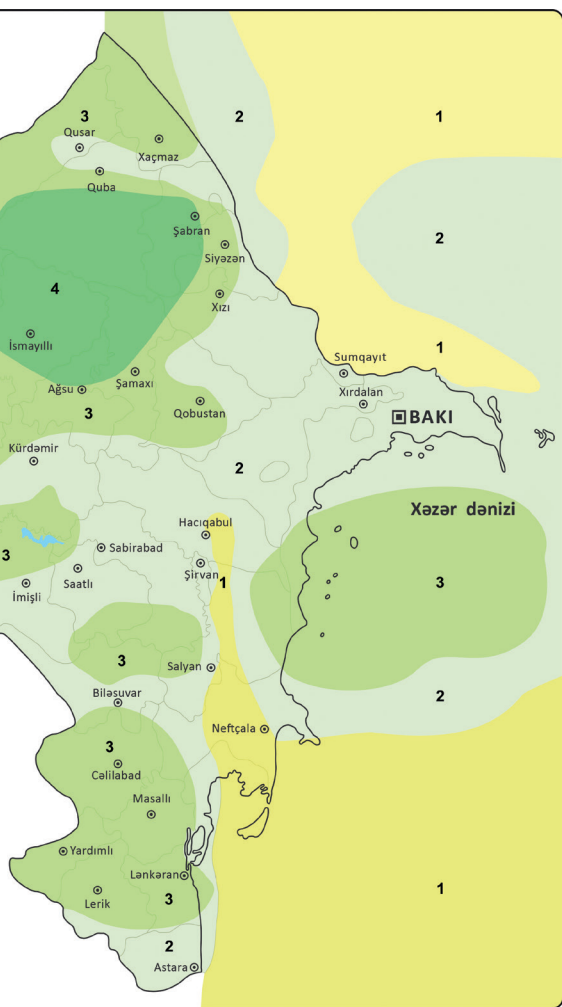 3
2
1
Qusar
Xaçmaz
Quba
Şabran
2
Siyəzən
4
Xızı
İsmayıllı
1
Sumqayıt
Şamaxı
Ağsu
Xırdalan
Qobustan
3
BAKI
Kürdəmir
2
Xəzər dənizi
Hacıqabul
Sabirabad
3
Şirvan
Saatlı
İmişli
1
3
3
Salyan
Biləsuvar
2
Neftçala
3
Cəlilabad
Masallı
Yardımlı
Lənkəran
Lerik
3
1
2
Astara